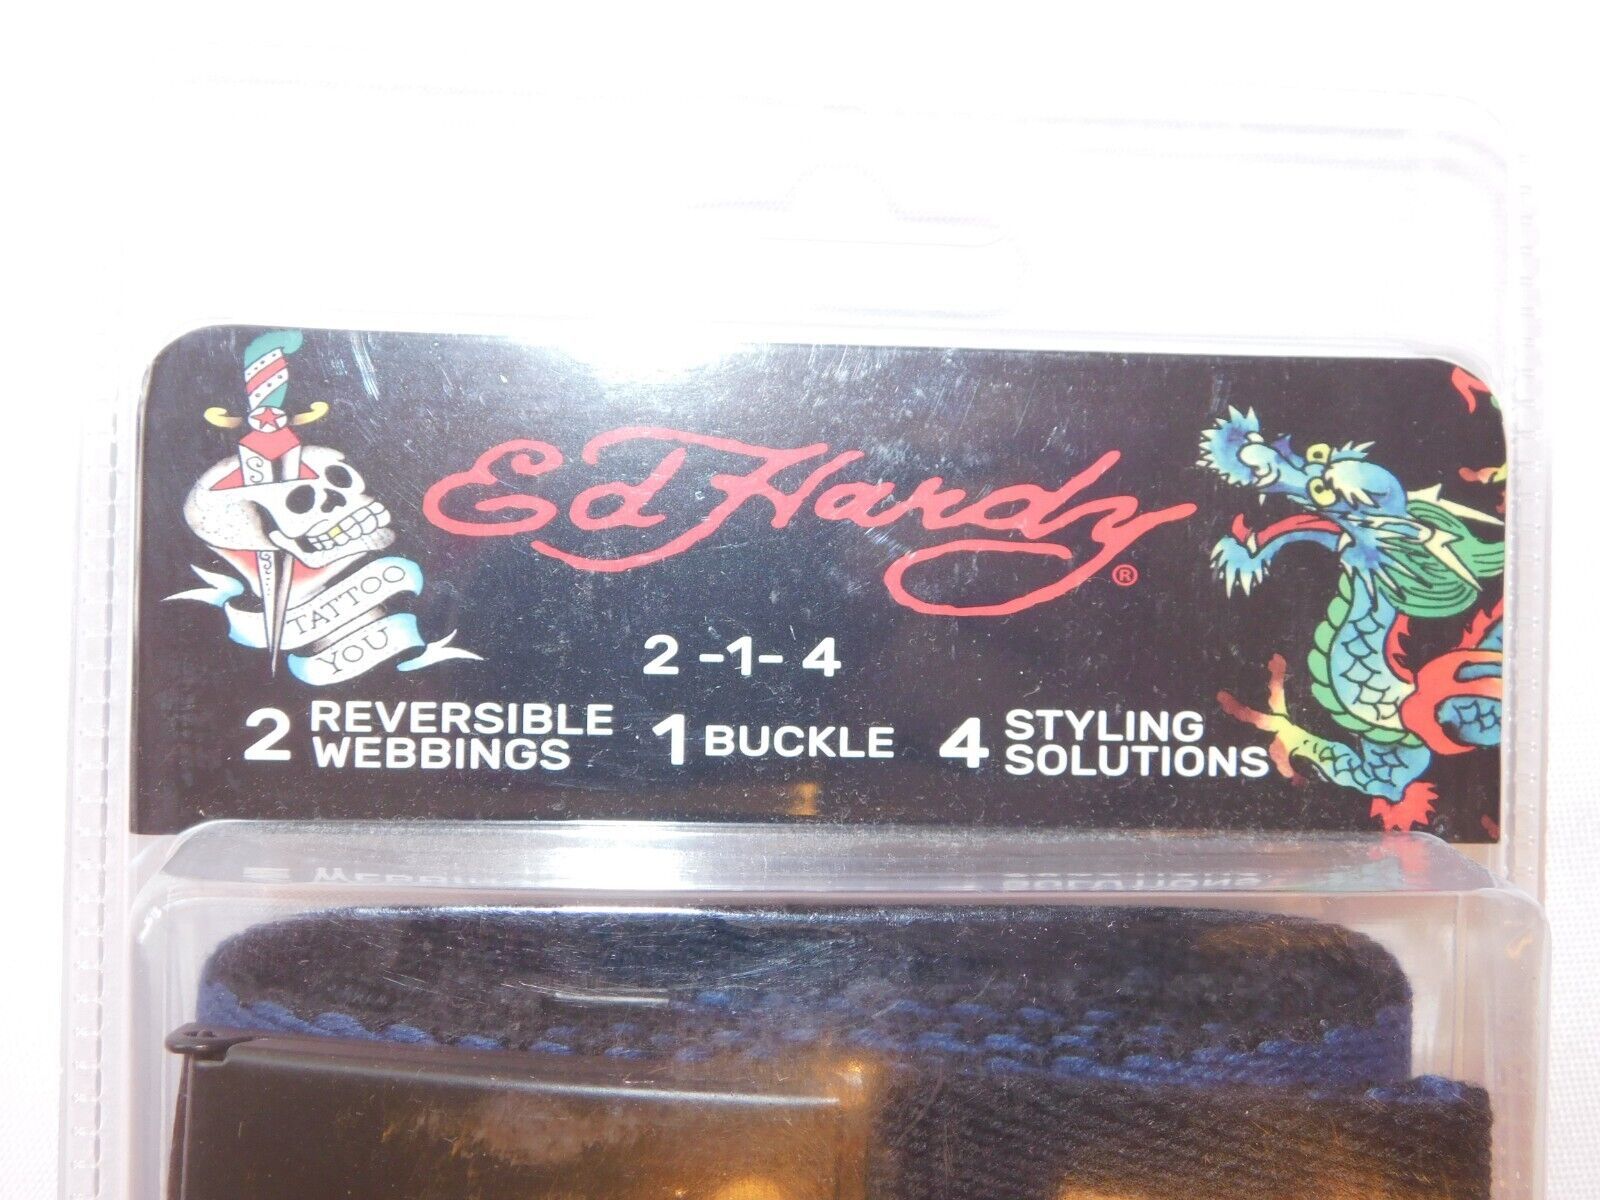 Ed Hardy ®
S
TATTOO
YOU
2 -1- 4
2 REVERSIBLE
WEBBINGS
1 BUCKLE
4 STYLING
SOLUTIONS